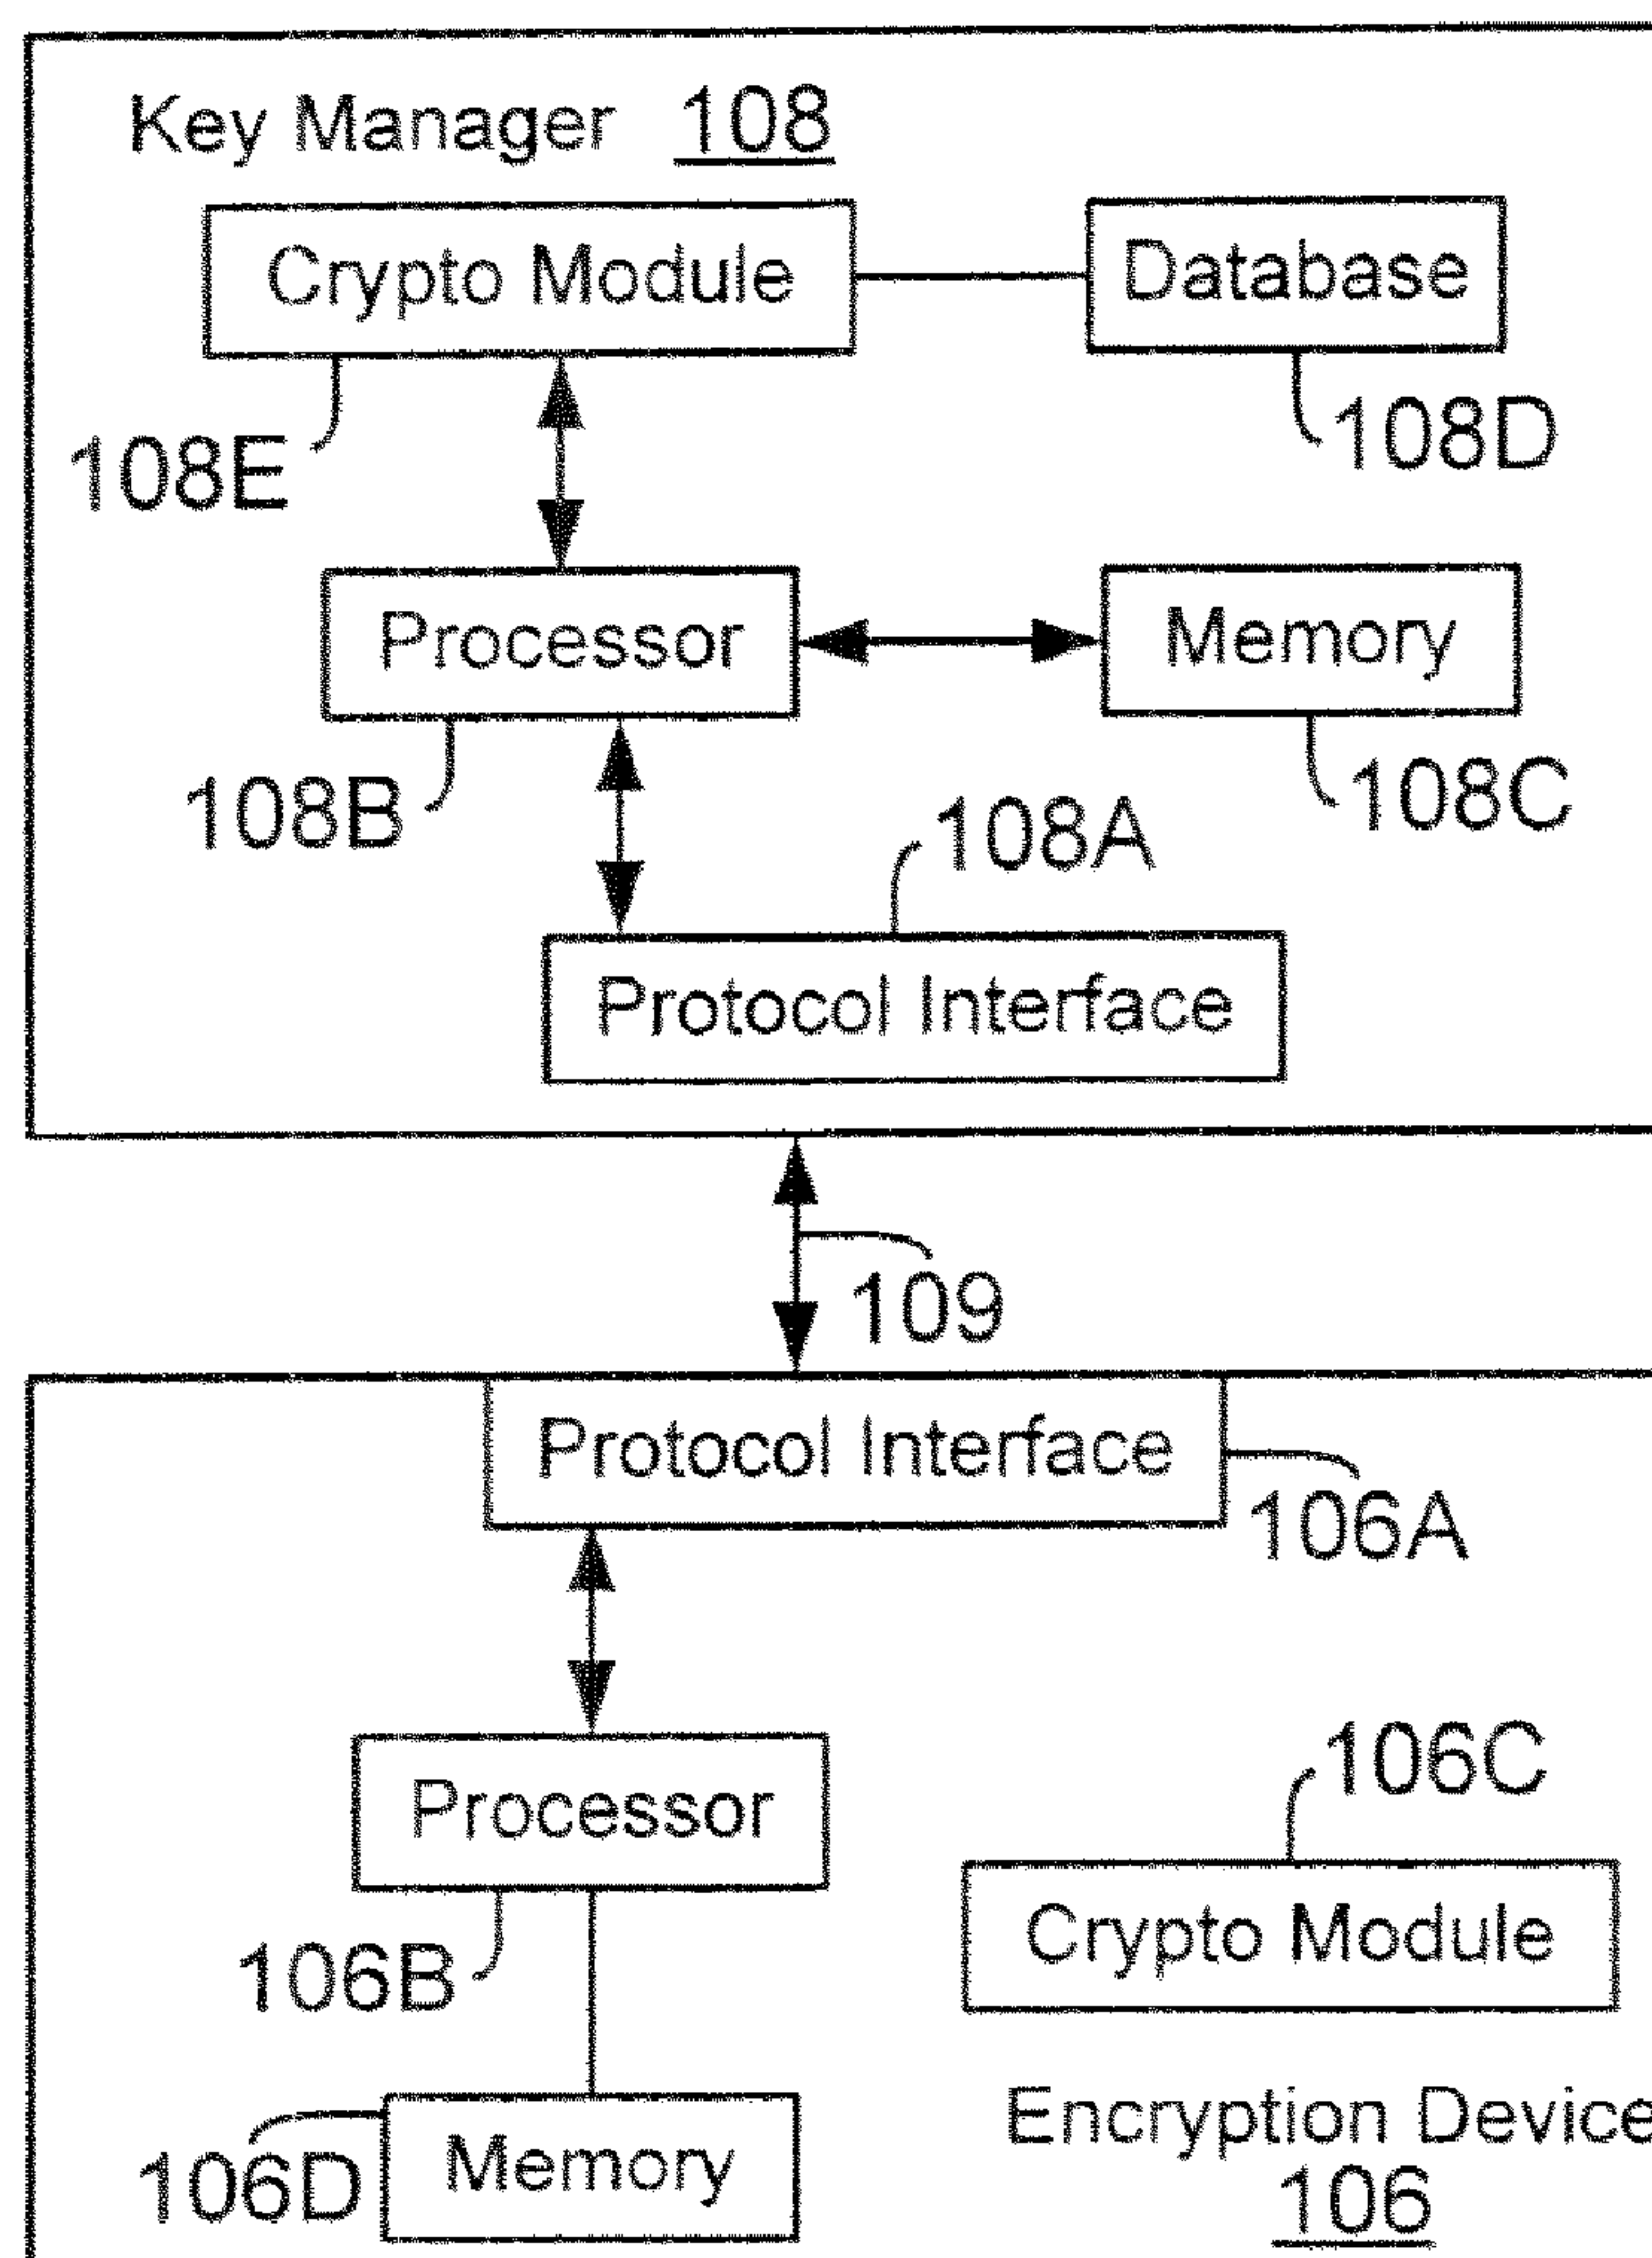 Key Manager 108
Crypto Module
Database
108E
108D
Processor
Memory
108B
108C
108A
Protocol Interface
109
Protocol Interface
106A
Processor
106C
106B
Crypto Module
Memory
106D
Encryption Device
106